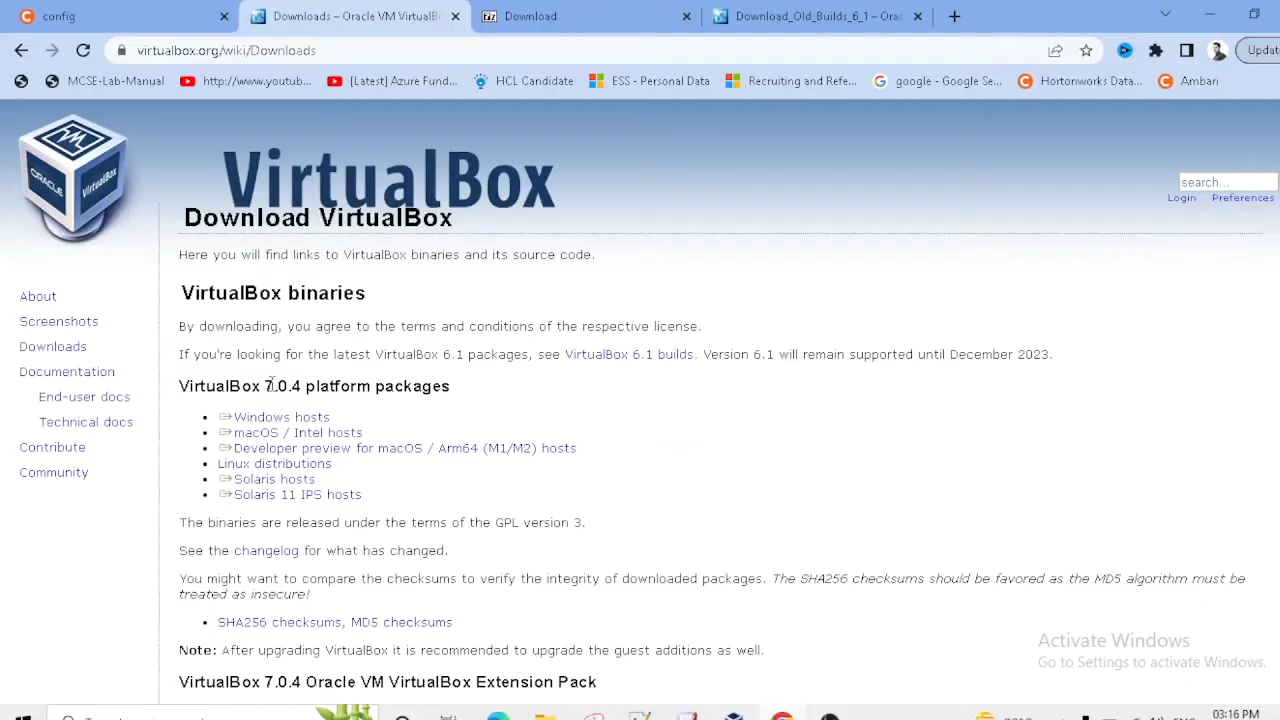 config
Downloads – Oracle VM VirtualB
Download
Download_Old_Builds_6_1 – Orac
virtualbox.org/wiki/Downloads
Updat
MCSE-Lab-Manual
http://www.youtub...
[Latest] Azure Fund...
HCL Candidate
ESS - Personal Data
Recruiting and Refe...
google - Google Se...
Hortonworks Data...
Ambari
ORACLE
VirtualBox
VirtualBox
search...
Login
Preferences
Download VirtualBox
Here you will find links to VirtualBox binaries and its source code.
VirtualBox binaries
About
Screenshots
Downloads
Documentation
End-user docs
Technical docs
Contribute
Community
By downloading, you agree to the terms and conditions of the respective license.
If you're looking for the latest VirtualBox 6.1 packages, see VirtualBox 6.1 builds. Version 6.1 will remain supported until December 2023.
VirtualBox 7.0.4 platform packages
Windows hosts
macOS / Intel hosts
Developer preview for macOS / Arm64 (M1/M2) hosts
Linux distributions
Solaris hosts
Solaris 11 IPS hosts
The binaries are released under the terms of the GPL version 3.
See the changelog for what has changed.
You might want to compare the checksums to verify the integrity of downloaded packages. The SHA256 checksums should be favored as the MD5 algorithm must be
treated as insecure!
SHA256 checksums, MD5 checksums
Note: After upgrading VirtualBox it is recommended to upgrade the guest additions as well.
VirtualBox 7.0.4 Oracle VM VirtualBox Extension Pack
Activate Windows
Go to Settings to activate Windows.
03:16 PM